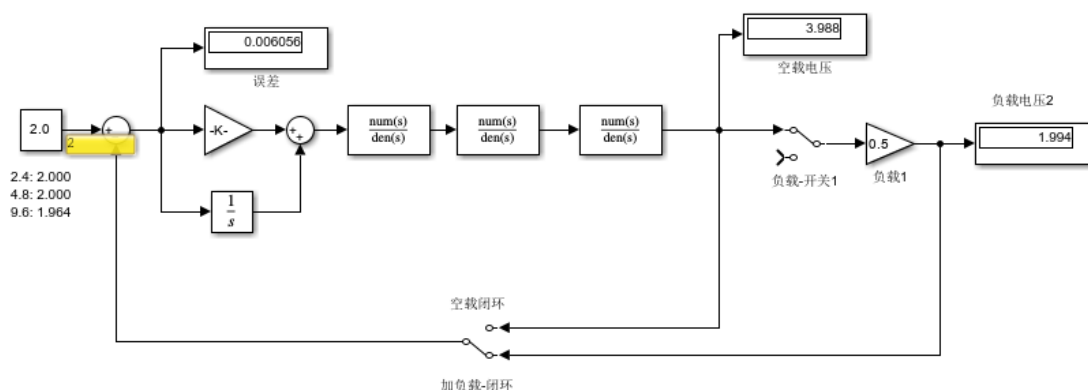 0.006056
误差
3.988
空载电压
负载电压2
1.994
2.0
+
2
-K-
+
+
num(s)
den(s)
num(s)
den(s)
num(s)
den(s)
负载-开关1
0.5
负载1
2.4: 2.000
4.8: 2.000
9.6: 1.964
1
s
空载闭环
加负载-闭环